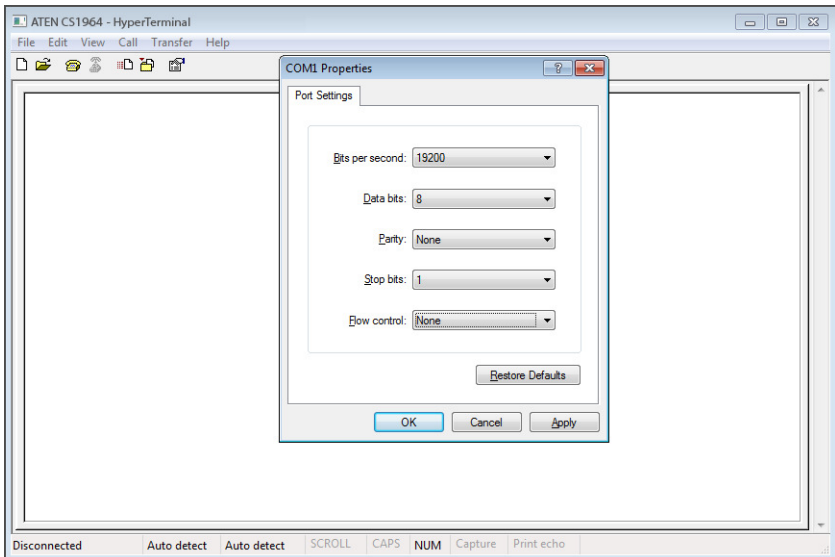 ATEN CS1964 - HyperTerminal
File Edit View Call Transfer Help
COM1 Properties
Port Settings
Bits per second: 19200
Data bits: 8
Parity: None
Stop bits: 1
Flow control: None
Restore Defaults
OK Cancel Apply
Disconnected Auto detect Auto detect SCROLL CAPS NUM Capture Print echo